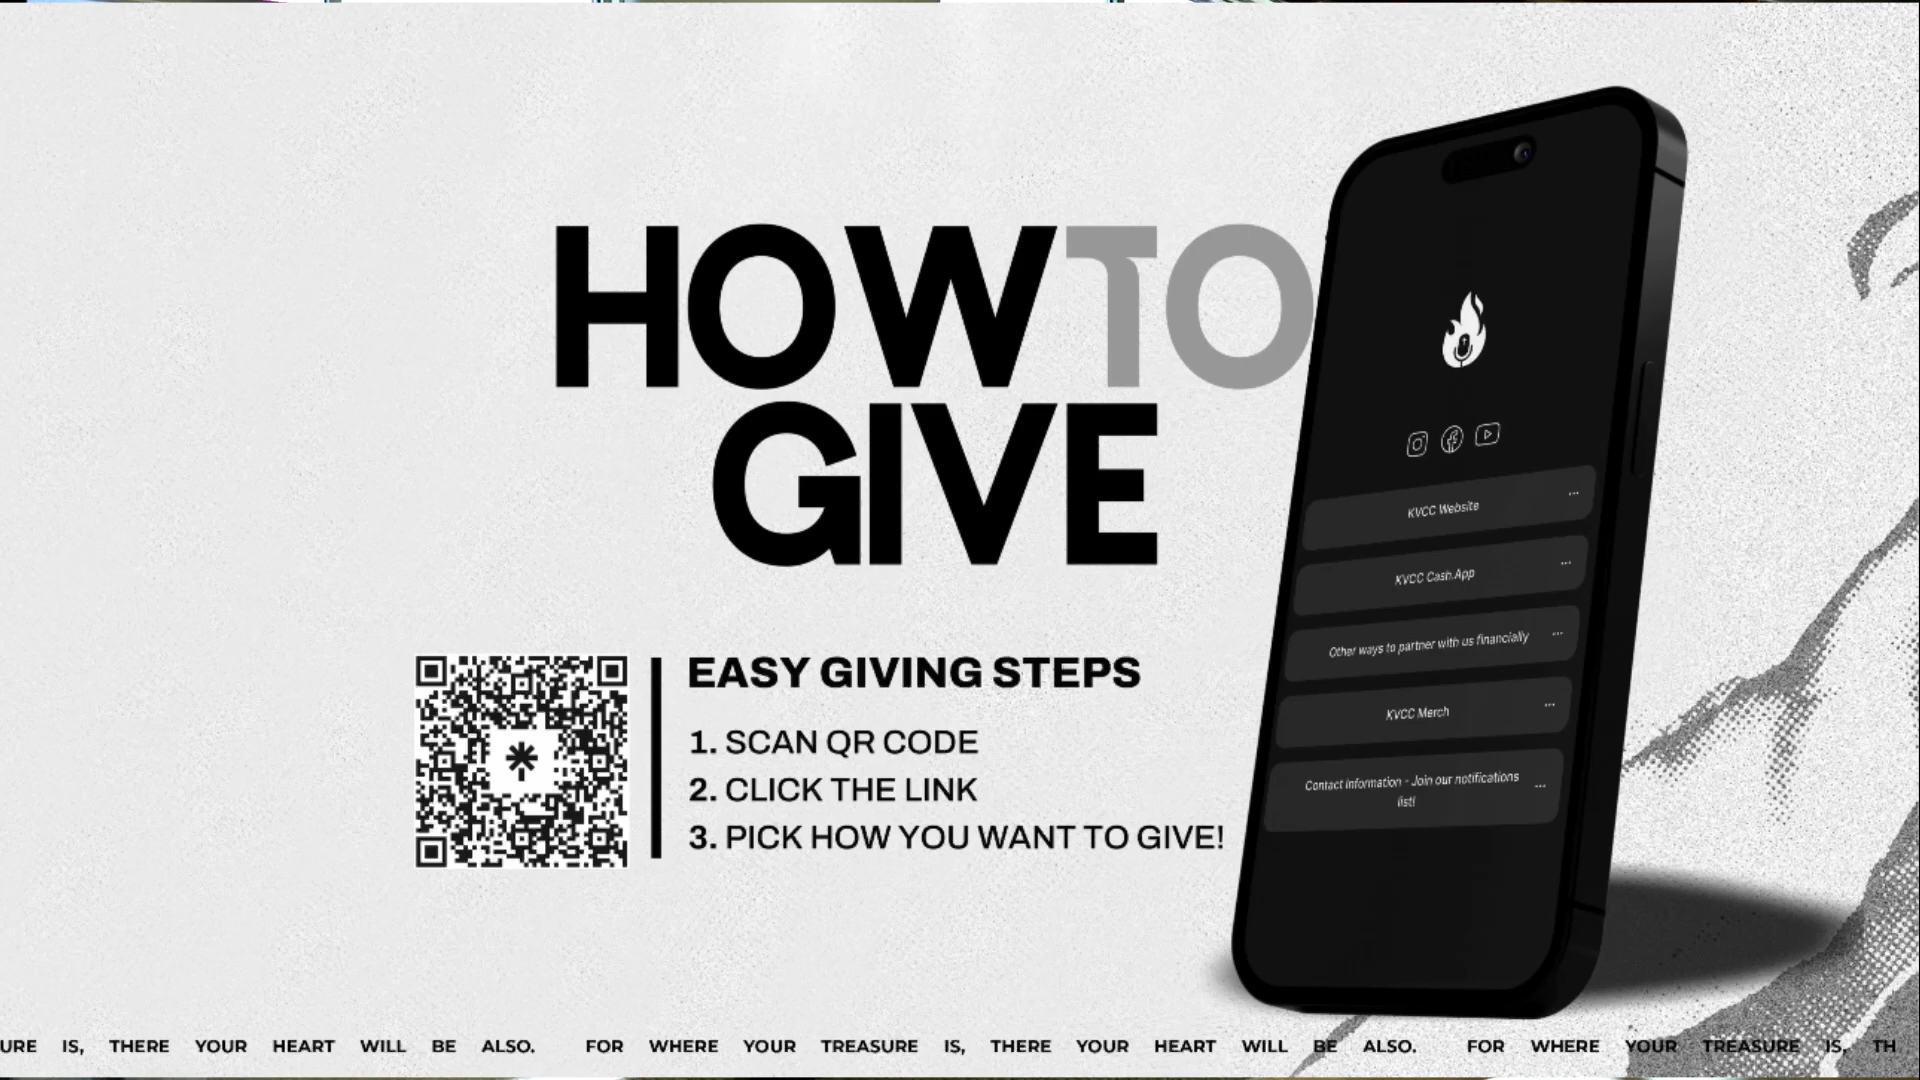 HOW TO
GIVE
EASY GIVING STEPS
1. SCAN QR CODE
2. CLICK THE LINK
3. PICK HOW YOU WANT TO GIVE!
KVCC Website
KVCC Cash App
Other ways to partner with us financially
KVCC Merch
Contact Information - Join our notifications
list!
URE IS, THERE YOUR HEART WILL BE ALSO. FOR WHERE YOUR TREASURE IS, THERE YOUR HEART WILL BE ALSO. FOR WHERE YOUR TREASURE IS, TH